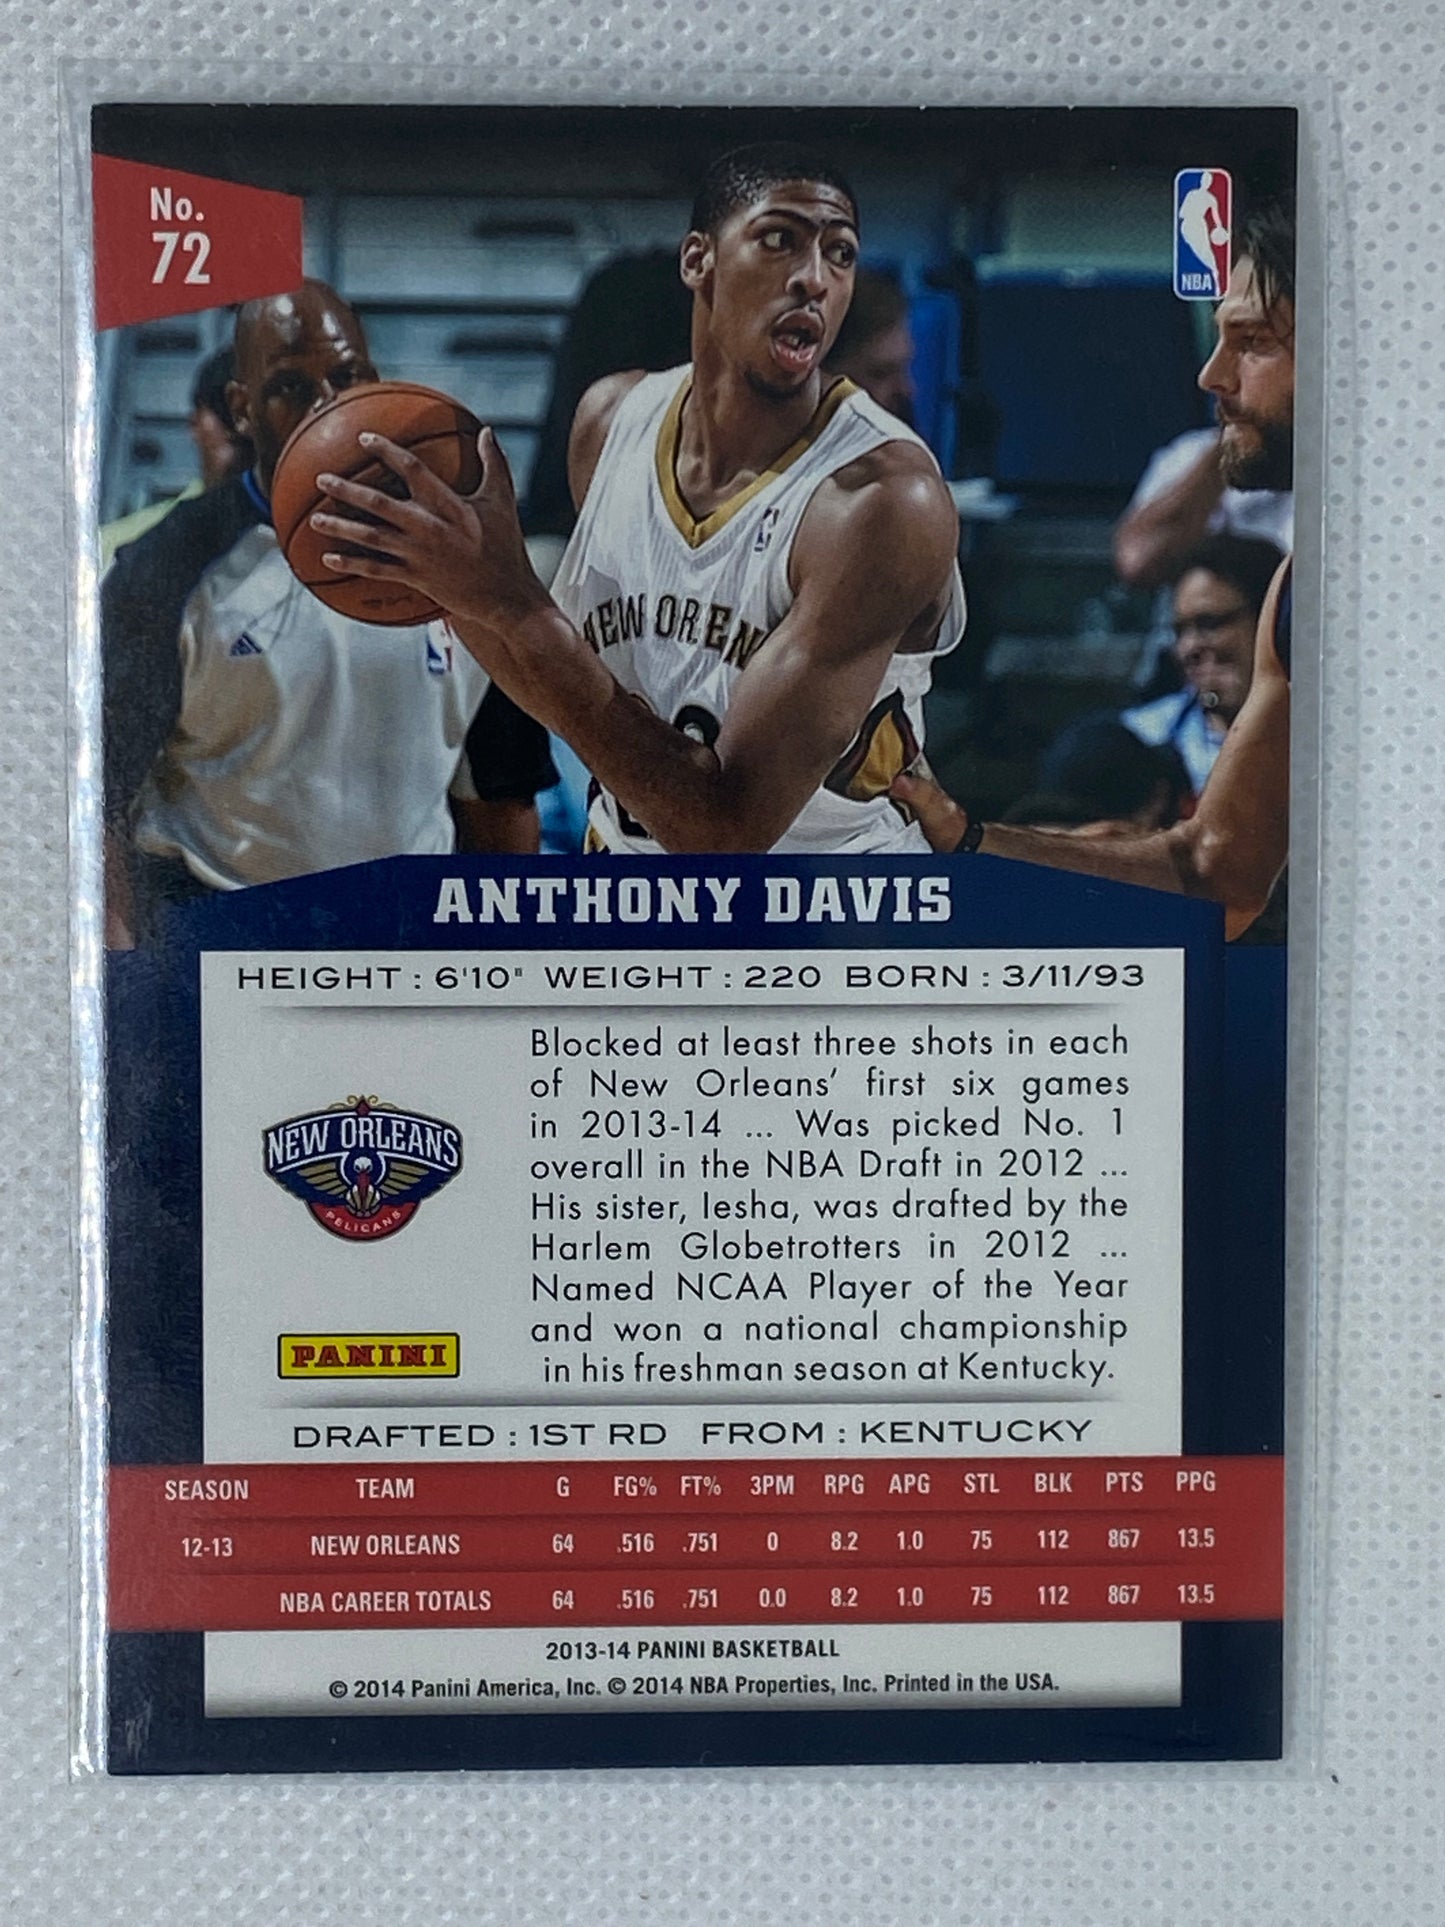 No.
72
NBA
NEW ORLEAN
ANTHONY DAVIS
HEIGHT : 6'10" WEIGHT : 220 BORN : 3/11/93
Blocked at least three shots in each
of New Orleans' first six games
in 2013-14 ... Was picked No. 1
overall in the NBA Draft in 2012 ...
His sister, Iesha, was drafted by the
Harlem Globetrotters in 2012 ...
Named NCAA Player of the Year
and won a national championship
in his freshman season at Kentucky.
NEW ORLEANS
PELICANS
PANINI
DRAFTED : 1ST RD FROM : KENTUCKY
SEASON TEAM G FG% FT% 3PM RPG APG STL BLK PTS PPG
12-13 NEW ORLEANS 64 .516 .751 0 8.2 1.0 75 112 867 13.5
NBA CAREER TOTALS 64 .516 .751 0.0 8.2 1.0 75 112 867 13.5
2013-14 PANINI BASKETBALL
© 2014 Panini America, Inc. © 2014 NBA Properties, Inc. Printed in the USA.